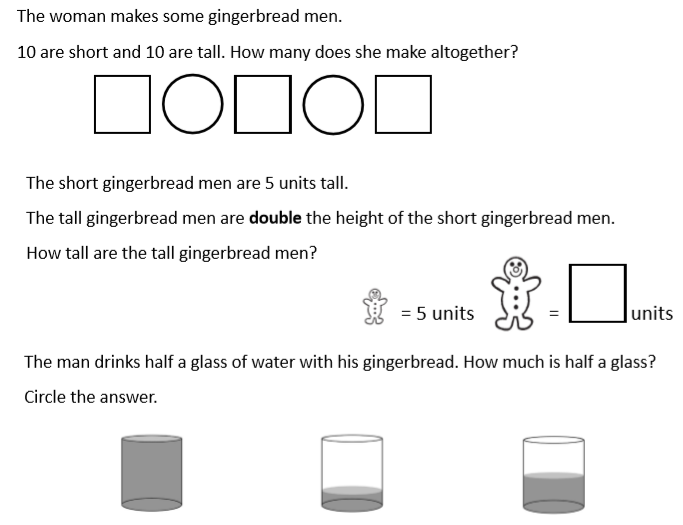 The woman makes some gingerbread men.
10 are short and 10 are tall. How many does she make altogether?
The short gingerbread men are 5 units tall.
The tall gingerbread men are double the height of the short gingerbread men.
How tall are the tall gingerbread men?
= 5 units = units
The man drinks half a glass of water with his gingerbread. How much is half a glass?
Circle the answer.